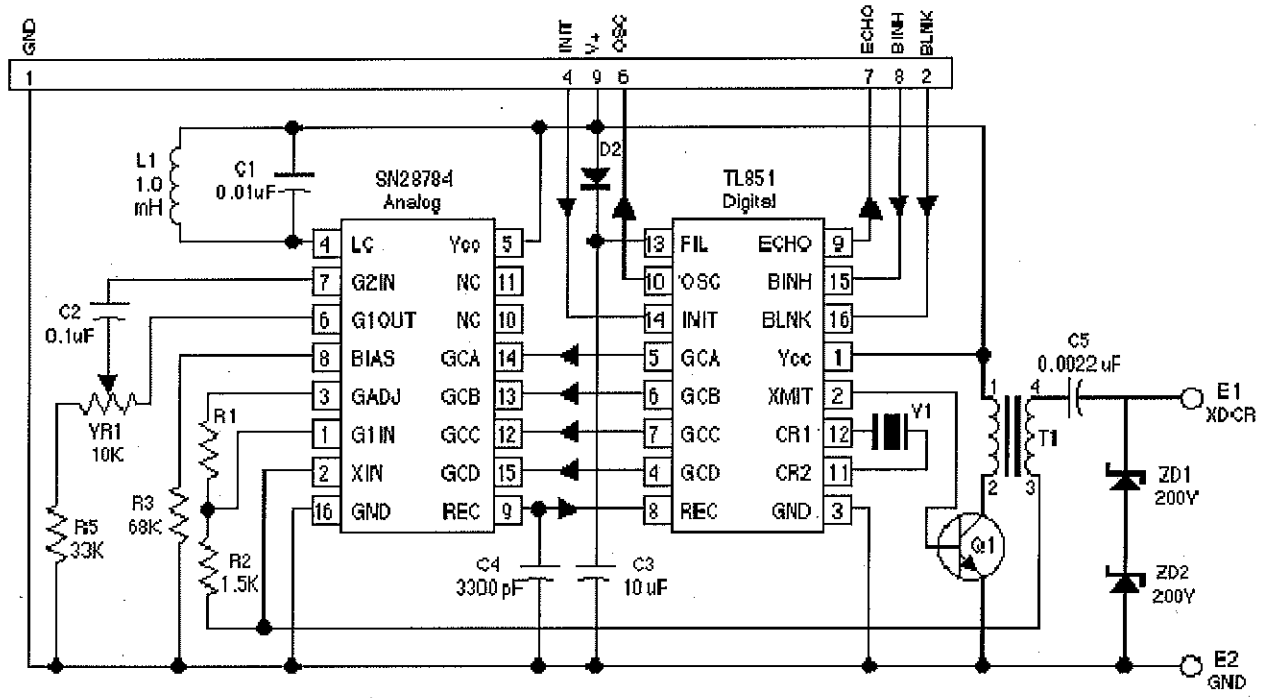 GND INIT V+ OSC ECHO BINH BLNK
1 4 9 6 7 8 2
D2
L1
1.0
mH
C1
0.01uF
SN28784
Analog
TL851
Digital
4 LC Vcc 5
7 G2IN NC 11
6 G1OUT NC 10
8 BIAS GCA 14
3 GADJ GCB 13
1 G1IN GCC 12
2 XIN GCD 15
16 GND REC 9
13 FIL ECHO 9
10 OSC BINH 15
14 INIT BLNK 16
5 GCA Vcc 1
6 GCB XMIT 2
7 GCC CR1 12
4 GCD CR2 11
8 REC GND 3
C2
0.1uF
VR1
10K
R1
R5
33K
R3
68K
R2
1.5K
C4
3300 pF
C3
10 uF
Y1
Q1
1 4
T1
2 3
C5
0.0022 uF
E1
XDCR
ZD1
200V
ZD2
200V
E2
GND